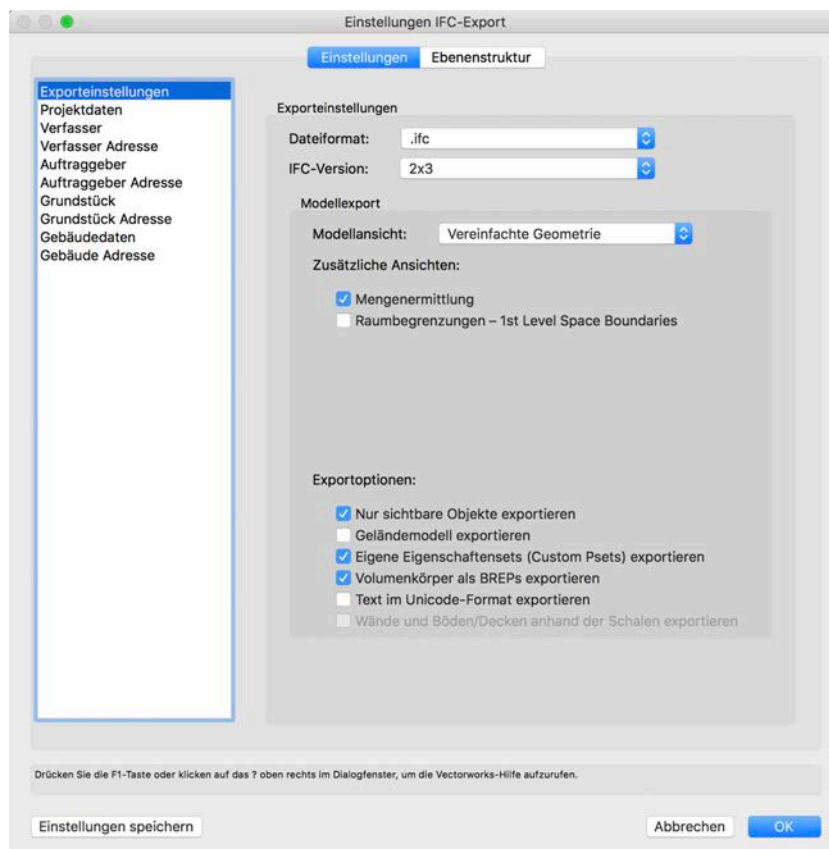 Einstellungen IFC-Export
Einstellungen Ebenenstruktur
Exporteinstellungen
Projektdaten
Verfasser
Verfasser Adresse
Auftraggeber
Auftraggeber Adresse
Grundstück
Grundstück Adresse
Gebäudedaten
Gebäude Adresse
Exporteinstellungen
Dateiformat: .ifc
IFC-Version: 2x3
Modellexport
Modellansicht: Vereinfachte Geometrie
Zusätzliche Ansichten:
Mengenermittlung
Raumbegrenzungen – 1st Level Space Boundaries
Exportoptionen:
Nur sichtbare Objekte exportieren
Geländemodell exportieren
Eigene Eigenschaftensets (Custom Psets) exportieren
Volumenkörper als BREPs exportieren
Text im Unicode-Format exportieren
Wände und Böden/Decken anhand der Schalen exportieren
Drücken Sie die F1-Taste oder klicken auf das ? oben rechts im Dialogfenster, um die Vectorworks-Hilfe aufzurufen.
Einstellungen speichern Abbrechen OK